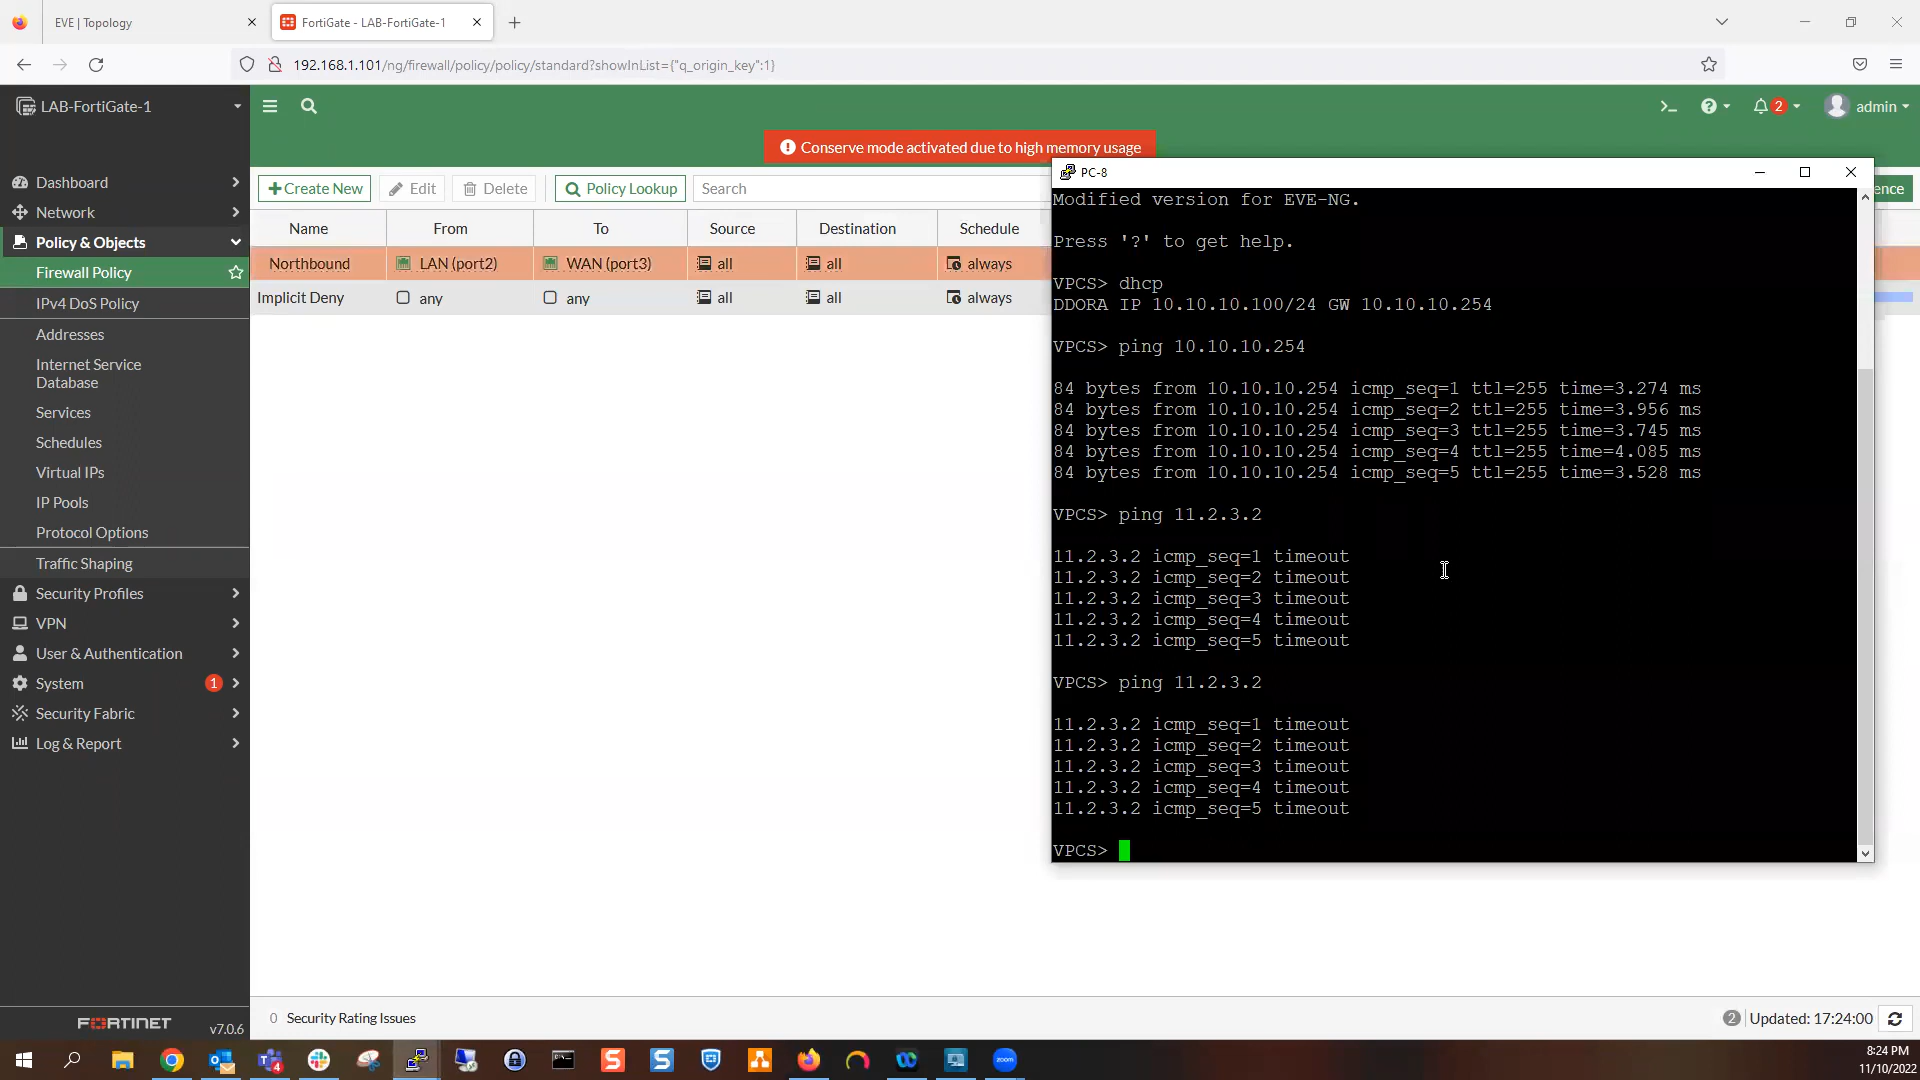 EVE | Topology
FortiGate - LAB-FortiGate-1
192.168.1.101/ng/firewall/policy/policy/standard?showInList={"q_origin_key":1}
LAB-FortiGate-1
2
admin
Conserve mode activated due to high memory usage
Create New
Edit
Delete
Policy Lookup
Search
ence
Name From To Source Destination Schedule
Northbound LAN (port2) WAN (port3) all all always
Implicit Deny any any all all always
Dashboard
Network
Policy & Objects
Firewall Policy
IPv4 DoS Policy
Addresses
Internet Service
Database
Services
Schedules
Virtual IPs
IP Pools
Protocol Options
Traffic Shaping
Security Profiles
VPN
User & Authentication
System 1
Security Fabric
Log & Report
FORTINET v7.0.6
PC-8
Modified version for EVE-NG.
Press '?' to get help.
VPCS> dhcp
DDORA IP 10.10.10.100/24 GW 10.10.10.254
VPCS> ping 10.10.10.254
84 bytes from 10.10.10.254 icmp_seq=1 ttl=255 time=3.274 ms
84 bytes from 10.10.10.254 icmp_seq=2 ttl=255 time=3.956 ms
84 bytes from 10.10.10.254 icmp_seq=3 ttl=255 time=3.745 ms
84 bytes from 10.10.10.254 icmp_seq=4 ttl=255 time=4.085 ms
84 bytes from 10.10.10.254 icmp_seq=5 ttl=255 time=3.528 ms
VPCS> ping 11.2.3.2
11.2.3.2 icmp_seq=1 timeout
11.2.3.2 icmp_seq=2 timeout
11.2.3.2 icmp_seq=3 timeout
11.2.3.2 icmp_seq=4 timeout
11.2.3.2 icmp_seq=5 timeout
VPCS> ping 11.2.3.2
11.2.3.2 icmp_seq=1 timeout
11.2.3.2 icmp_seq=2 timeout
11.2.3.2 icmp_seq=3 timeout
11.2.3.2 icmp_seq=4 timeout
11.2.3.2 icmp_seq=5 timeout
VPCS>
0 Security Rating Issues
2 Updated: 17:24:00
4
zoom
8:24 PM
11/10/2022